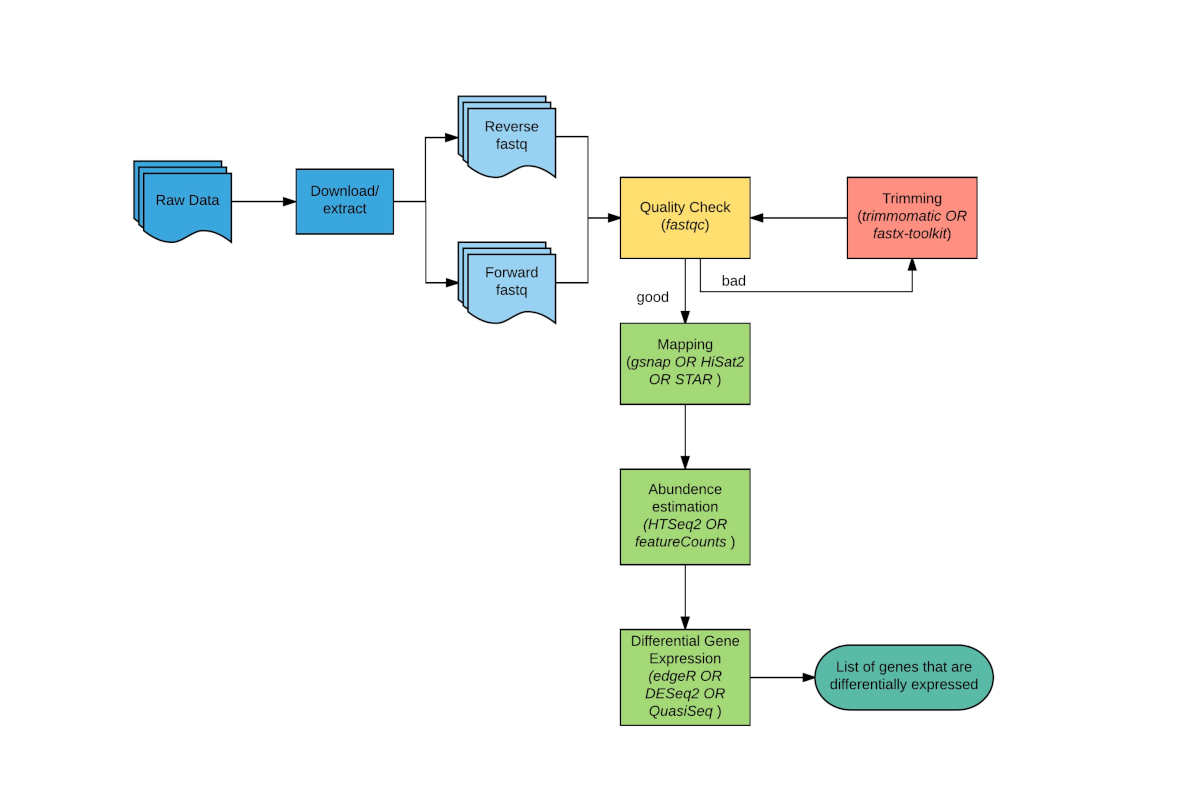 Raw Data
Download/
extract
Reverse
fastq
Forward
fastq
Quality Check
(fastqc)
Trimming
(trimmomatic OR
fastx-toolkit)
bad
good
Mapping
(gsnap OR HiSat2
OR STAR )
Abundence
estimation
(HTSeq2 OR
featureCounts )
Differential Gene
Expression
(edgeR OR
DESeq2 OR
QuasiSeq )
List of genes that are
differentially expressed